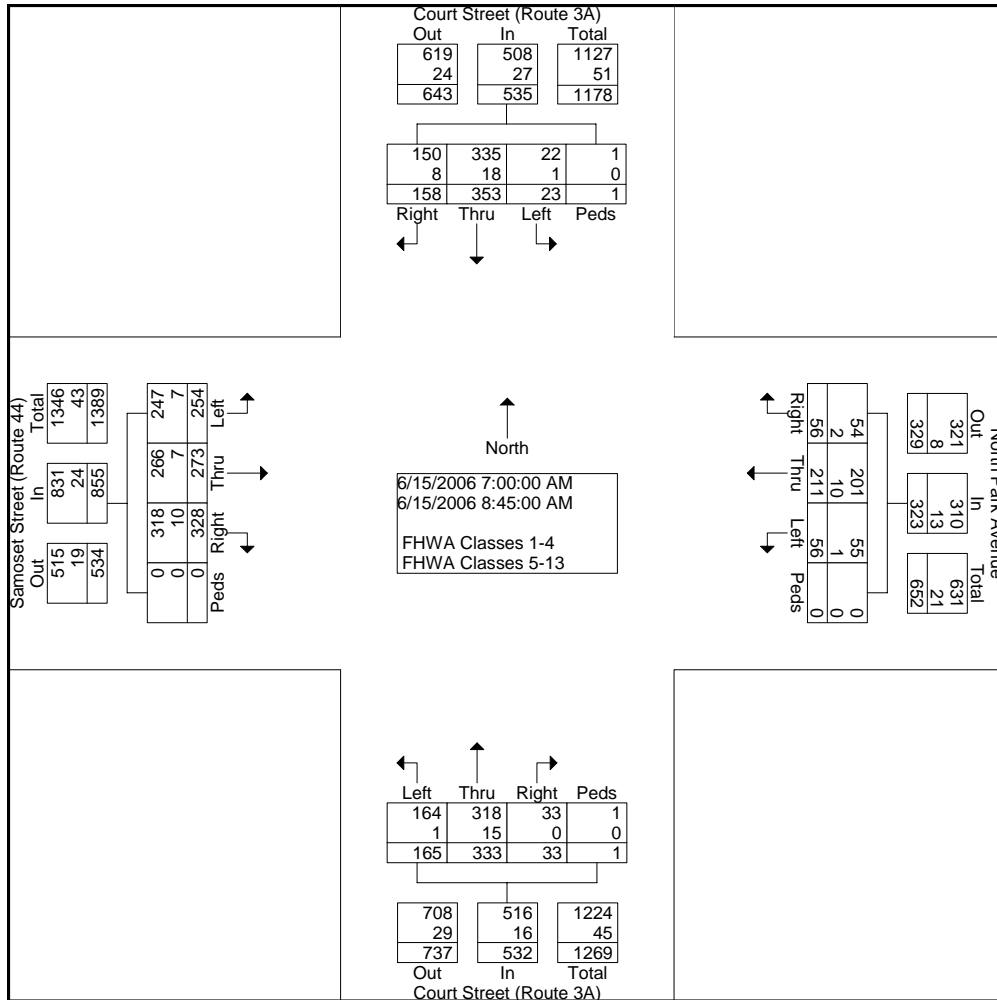 Court Street (Route 3A)
Out In Total
619 508 1127
24 27 51
643 535 1178
150 335 22 1
8 18 1 0
158 353 23 1
Right Thru Left Peds
Samoset Street (Route 44)
Total In Out
1346 831 515
43 24 19
1389 855 534
247 266 318 0
7 7 10 0
254 273 328 0
Left Thru Right Peds
North
6/15/2006 7:00:00 AM
6/15/2006 8:45:00 AM
FHWA Classes 1-4
FHWA Classes 5-13
North Park Avenue
Out In Total
321 310 631
8 13 21
329 323 652
54 201 55 0
2 10 1 0
56 211 56 0
Right Thru Left Peds
Left Thru Right Peds
164 318 33 1
1 15 0 0
165 333 33 1
708 516 1224
29 16 45
737 532 1269
Out In Total
Court Street (Route 3A)